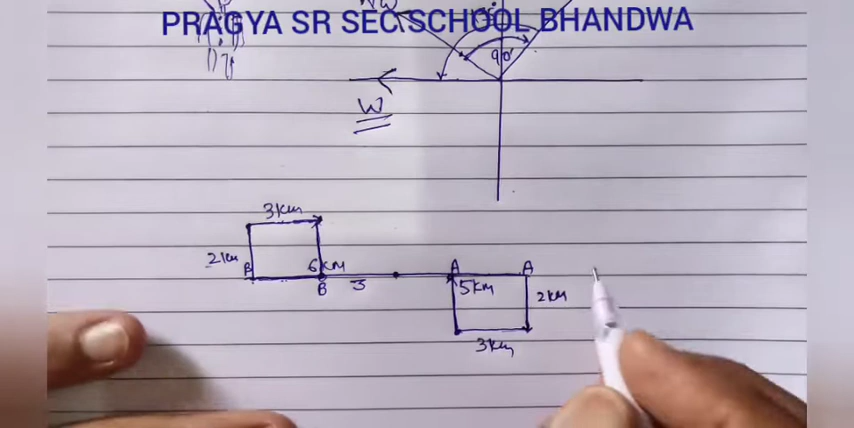 PRAGYA SR SEC SCHOOL BHANDWA
NW
90°
W
3Km
2Km
B
6KM
B
3
A
A
5KM
2KM
3Km